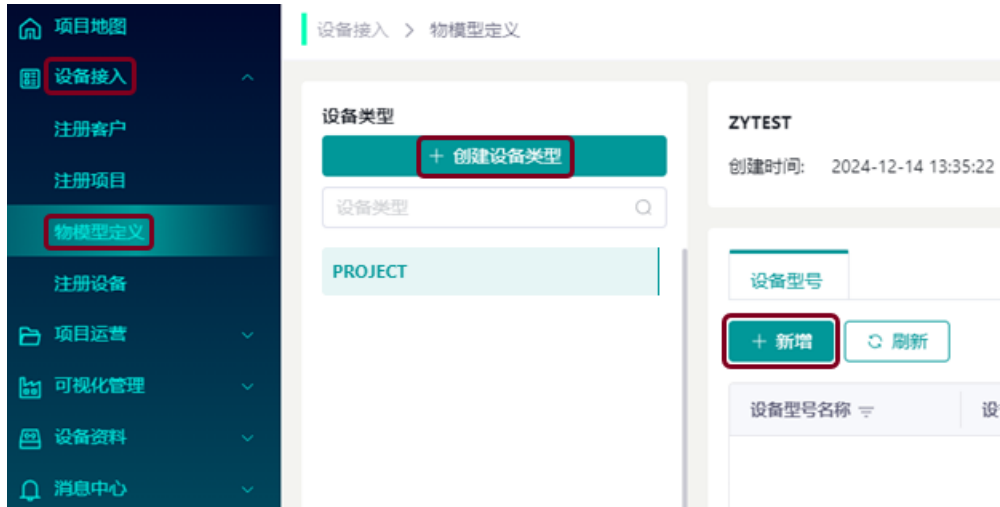 项目地图
设备接入
注册客户
注册项目
物模型定义
注册设备
项目运营
可视化管理
设备资料
消息中心
设备接入 > 物模型定义
设备类型
+ 创建设备类型
设备类型
PROJECT
ZYTEST
创建时间: 2024-12-14 13:35:22
设备型号
+ 新增 刷新
设备型号名称 设